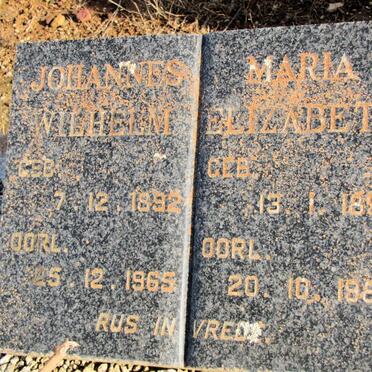 JOHANNES
WILHELM
GEB.
7.12.1892
OORL.
25.12.1965
MARIA
GEB.
13.1.
OORL.
20.10.
RUS IN VREDE.